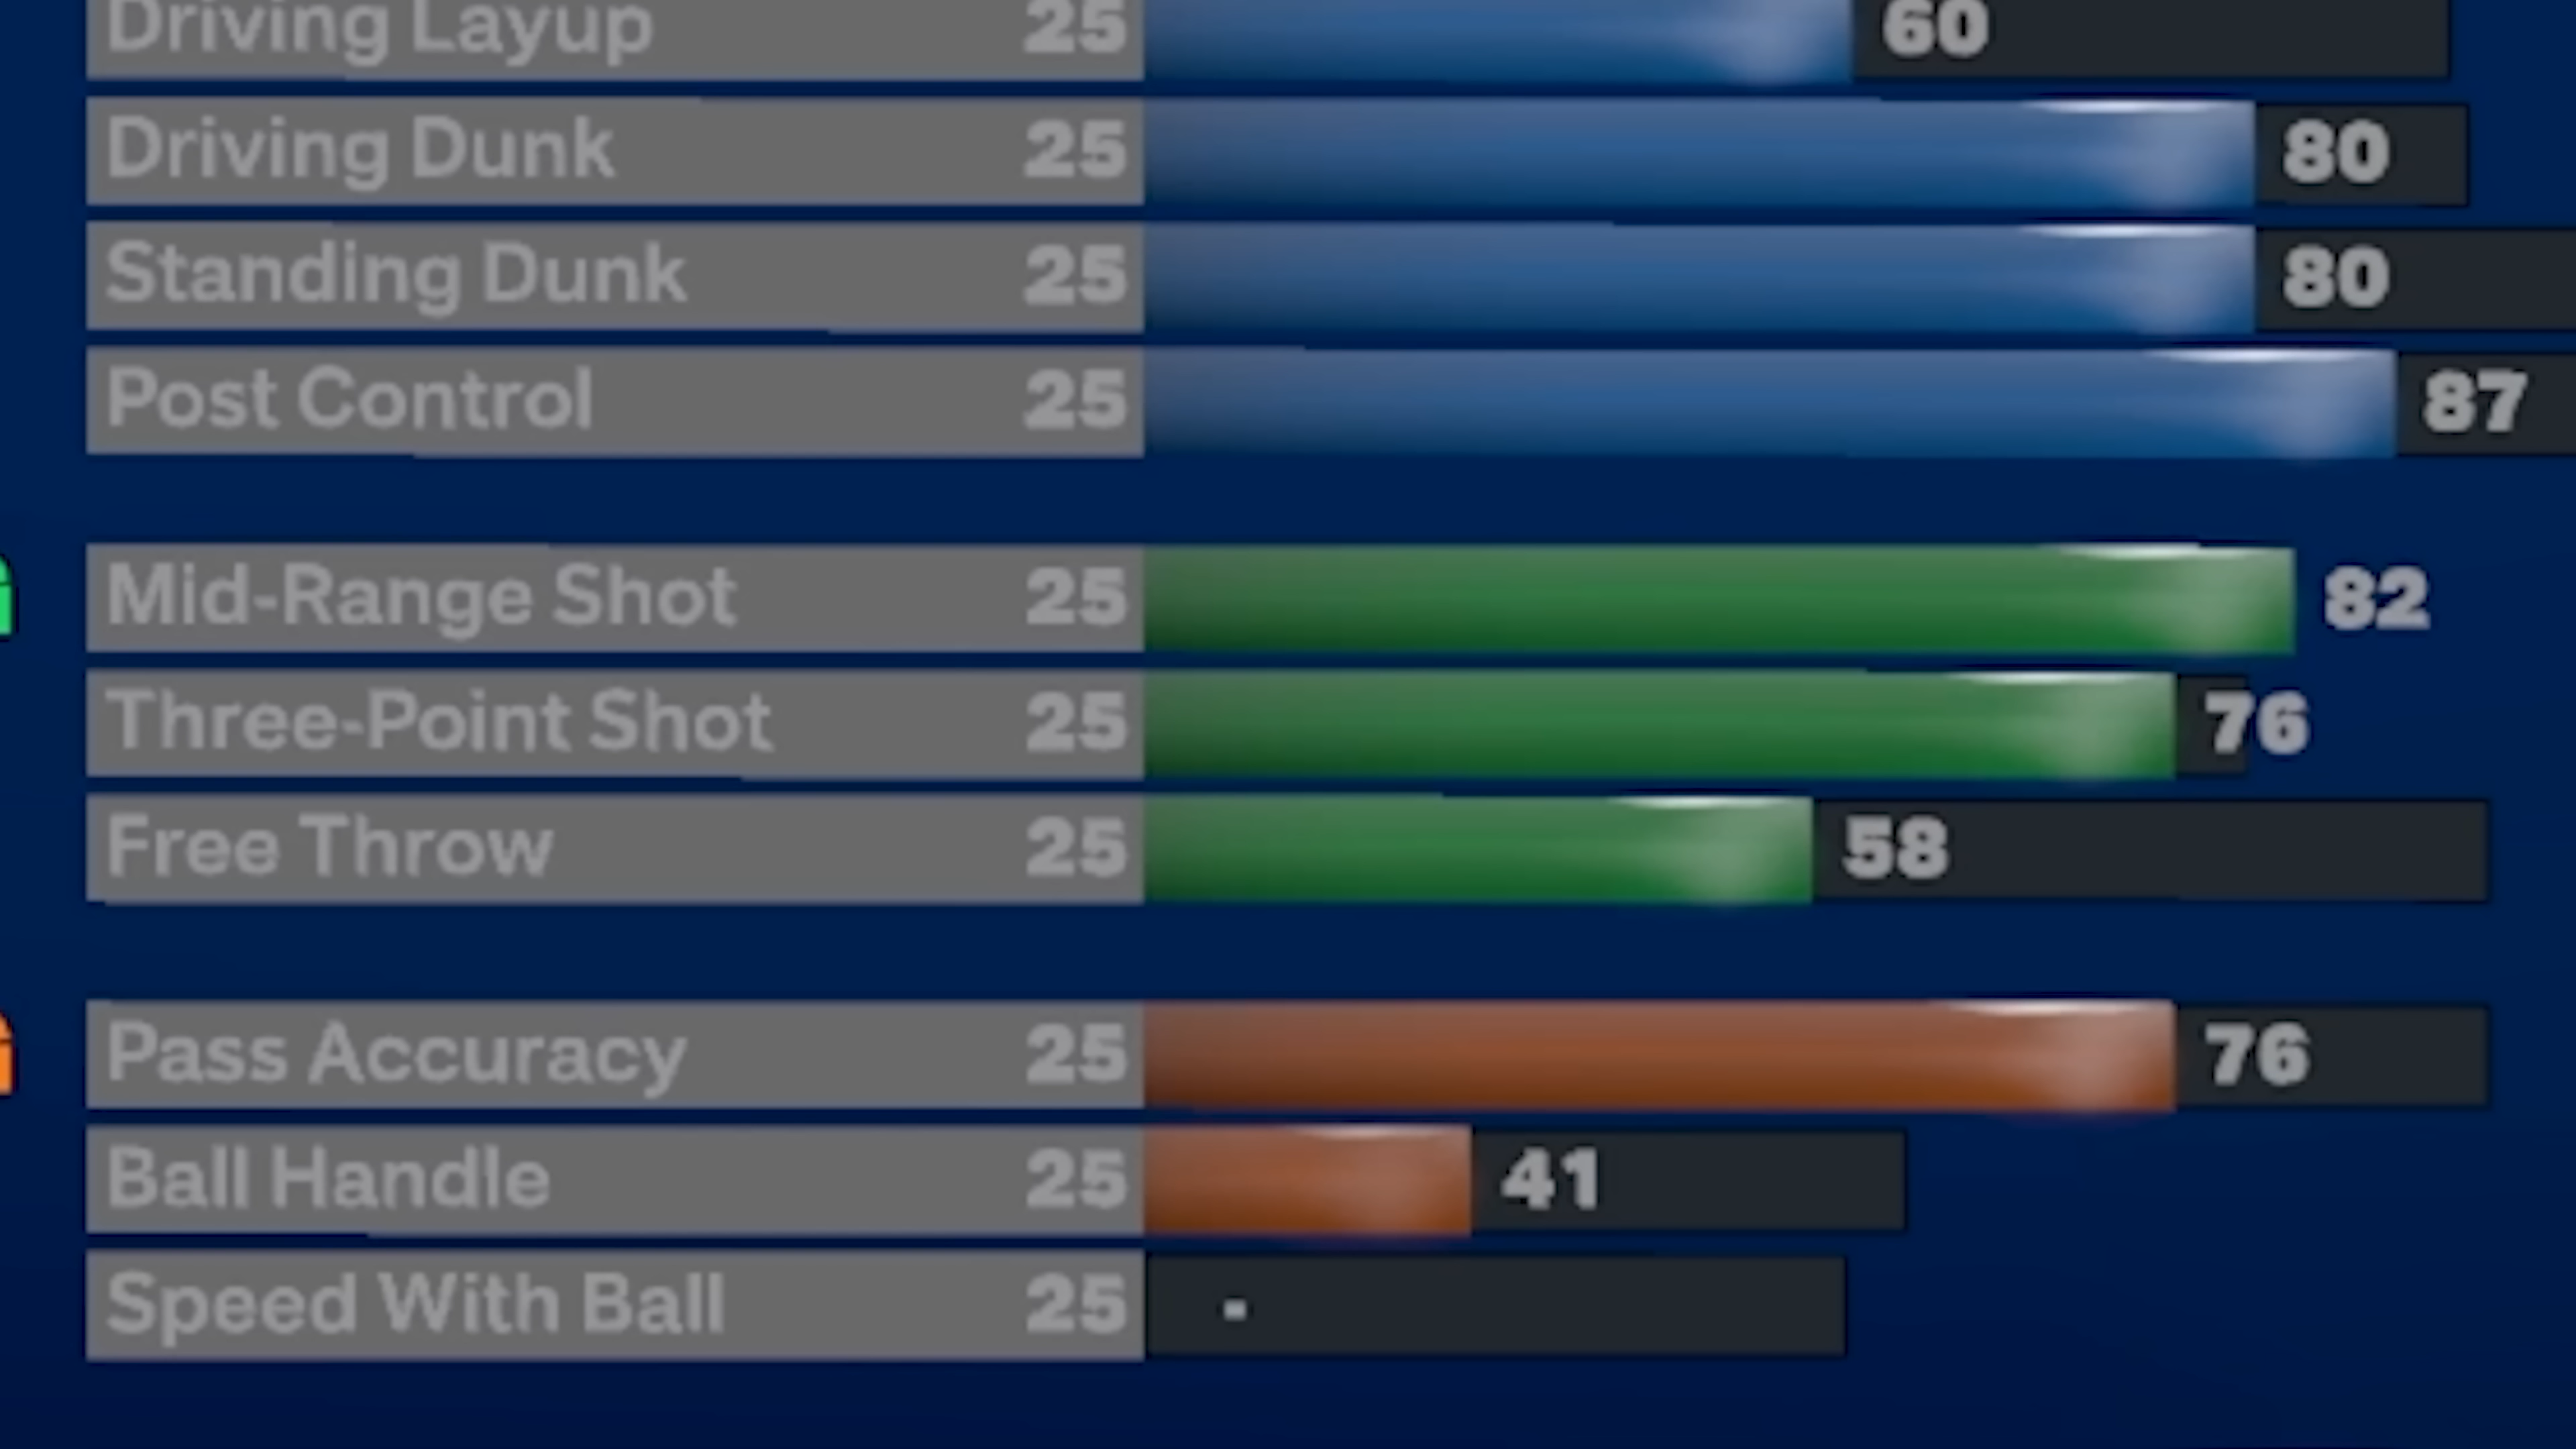 Driving Layup 25 60
Driving Dunk 25 80
Standing Dunk 25 80
Post Control 25 87
Mid-Range Shot 25 82
Three-Point Shot 25 76
Free Throw 25 58
Pass Accuracy 25 76
Ball Handle 25 41
Speed With Ball 25 -